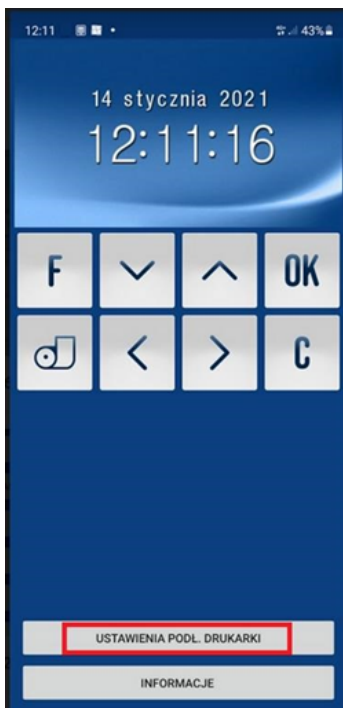 12:11 43%
14 stycznia 2021
12:11:16
F OK
C
USTAWIENIA PODŁ. DRUKARKI
INFORMACJE